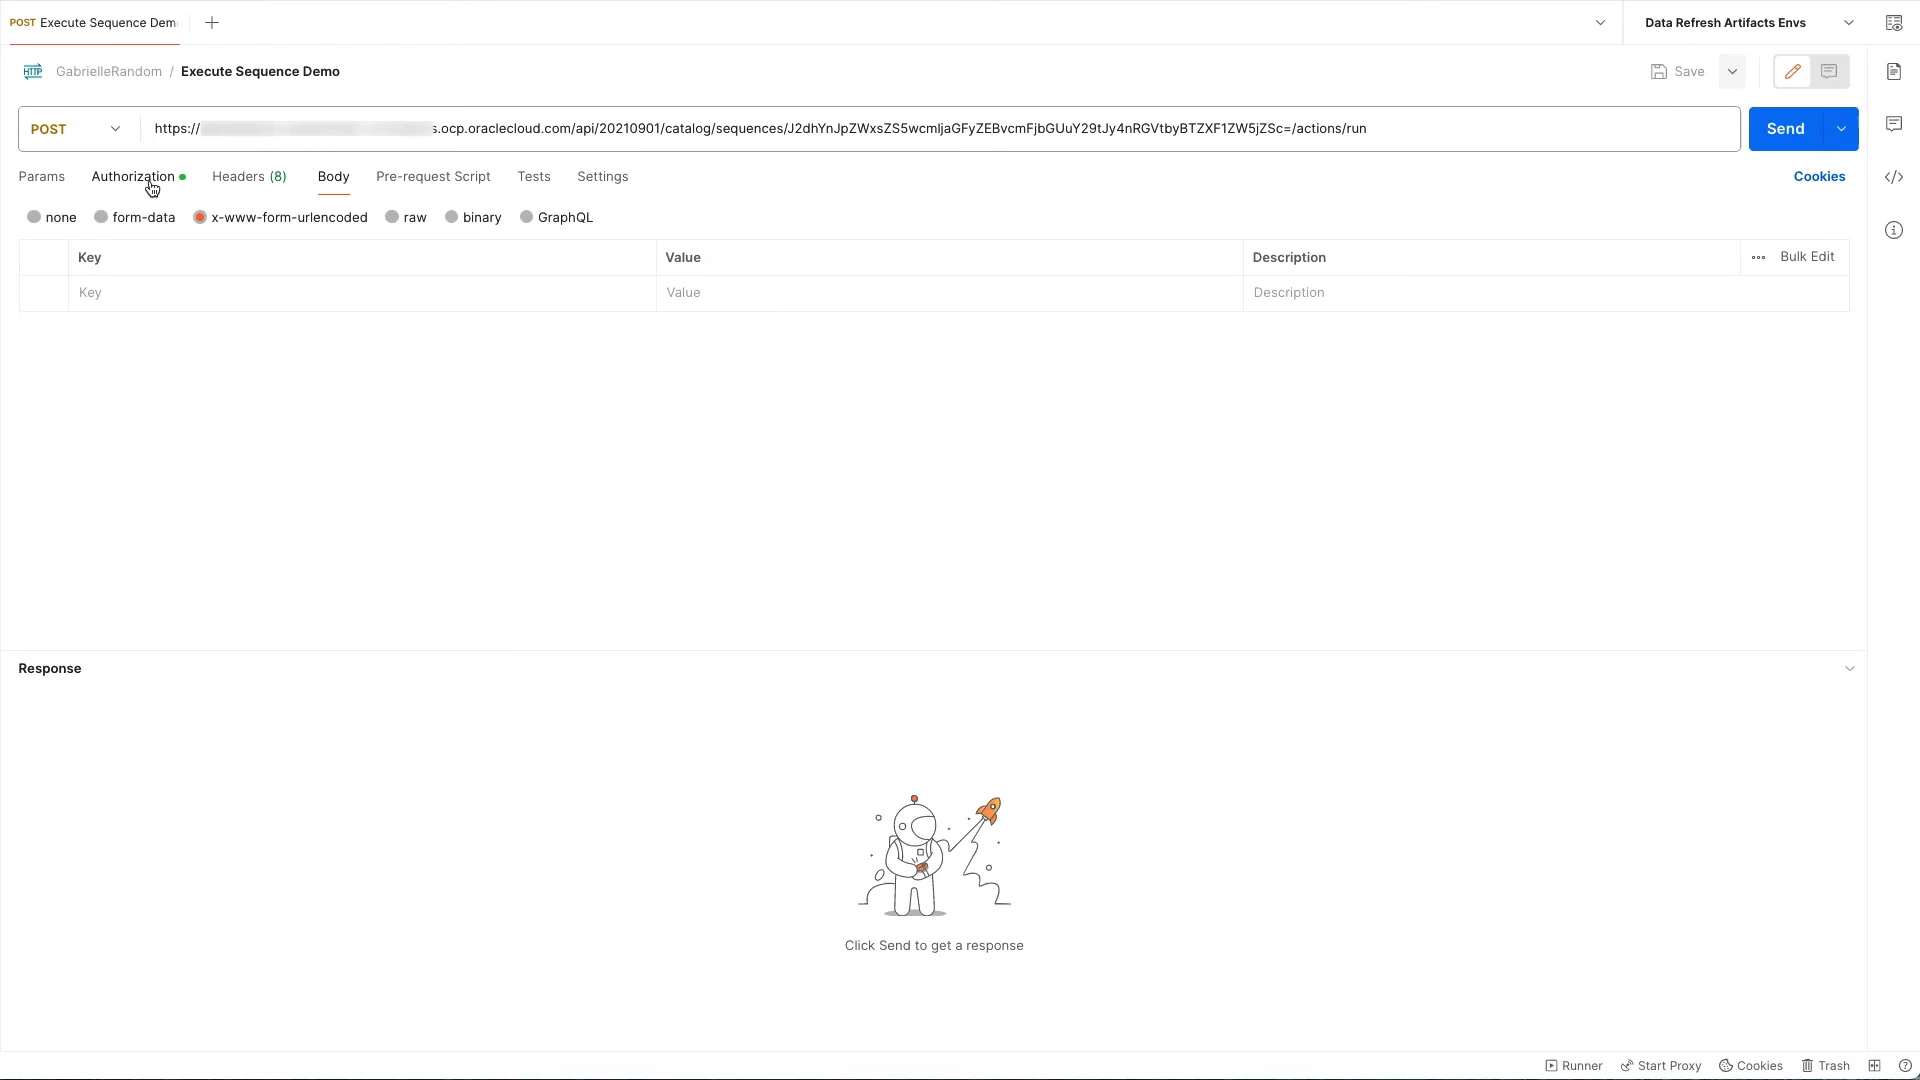 POST Execute Sequence Dem
Data Refresh Artifacts Envs
HTTP GabrielleRandom / Execute Sequence Demo
Save
POST
https:// s.ocp.oraclecloud.com/api/20210901/catalog/sequences/J2dhYnJpZWxsZS5wcmljaGFyZEBvcmFjbGUuY29tJy4nRGVtbyBTZXF1ZW5jZSc=/actions/run
Send
Params Authorization Headers (8) Body Pre-request Script Tests Settings Cookies
none form-data x-www-form-urlencoded raw binary GraphQL
Key Value Description Bulk Edit
Key Value Description
Response
Click Send to get a response
Runner Start Proxy Cookies Trash